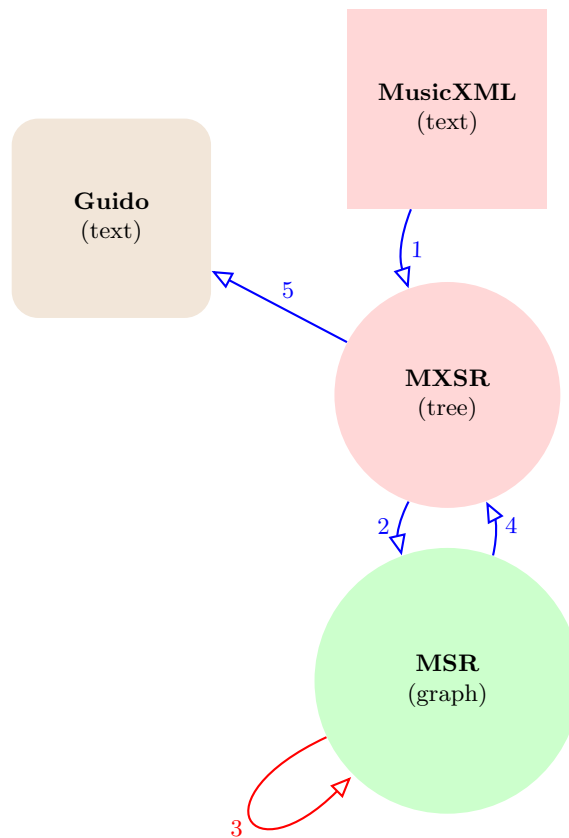 MusicXML
(text)
Guido
(text)
1
5
MXSR
(tree)
2
4
MSR
(graph)
3